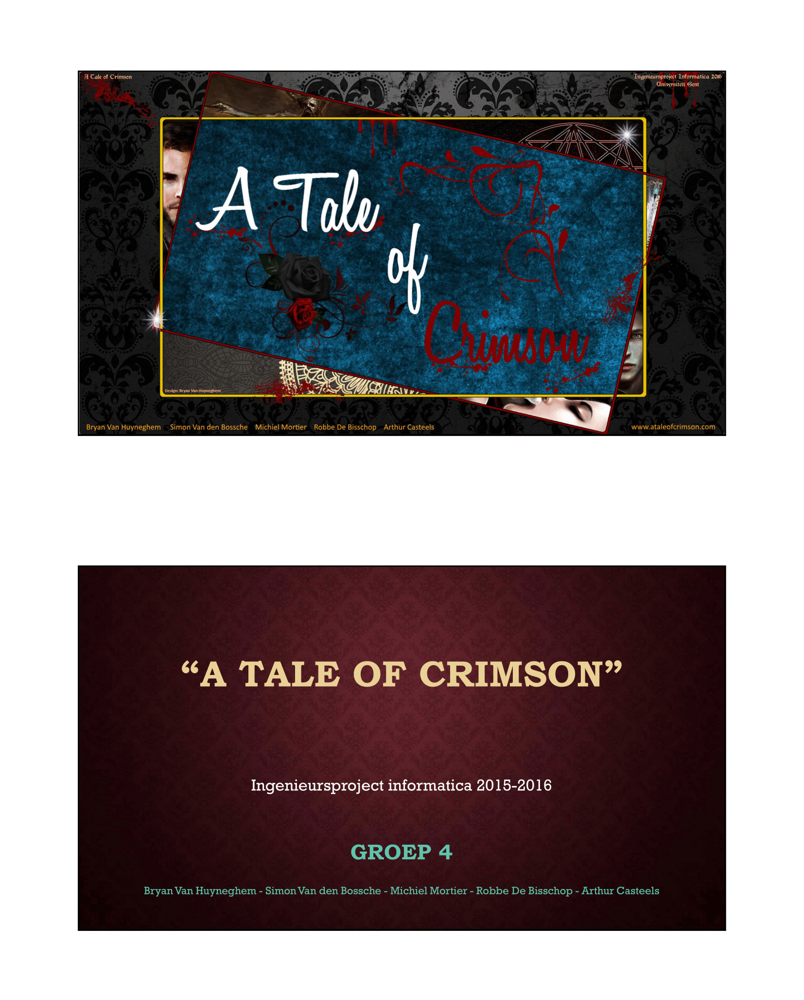 A Tale of Crimson
Ingenieursproject Informatica 2016
Universiteit Gent
A Tale
of
Crimson
Design: Bryan Van Huyneghem
Bryan Van Huyneghem Simon Van den Bossche Michiel Mortier Robbe De Bisschop Arthur Casteels
www.ataleofcrimson.com
“A TALE OF CRIMSON”
Ingenieursproject informatica 2015-2016
GROEP 4
Bryan Van Huyneghem - Simon Van den Bossche - Michiel Mortier - Robbe De Bisschop - Arthur Casteels